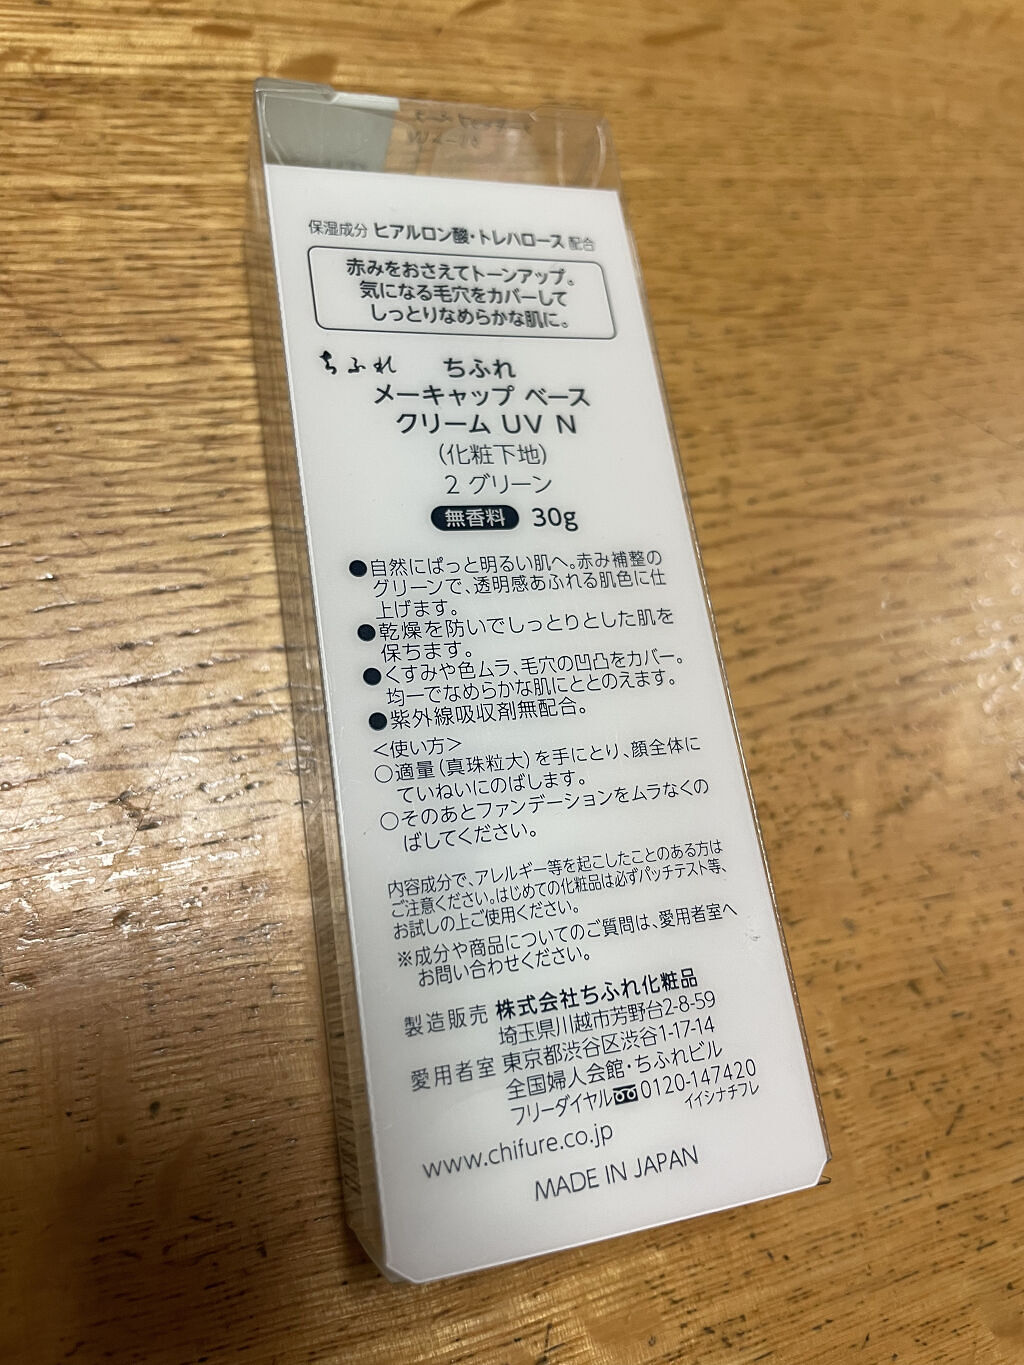 保湿成分 ヒアルロン酸・トレハロース 配合
赤みをおさえてトーンアップ。
気になる毛穴をカバーして
しっとりなめらかな肌に。
ちふれ ちふれ
メーキャップ ベース
クリーム UV N
(化粧下地)
2 グリーン
無香料 30g
●自然にぱっと明るい肌へ。赤み補整の
グリーンで、透明感あふれる肌色に仕
上げます。
●乾燥を防いでしっとりとした肌を
保ちます。
●くすみや色ムラ、毛穴の凹凸をカバー。
均一でなめらかな肌にととのえます。
●紫外線吸収剤無配合。
<使い方>
○適量(真珠粒大)を手にとり、顔全体に
ていねいにのばします。
○そのあとファンデーションをムラなくの
ばしてください。
内容成分で、アレルギー等を起こしたことのある方は
ご注意ください。はじめての化粧品は必ずパッチテスト等、
お試しの上ご使用ください。
※成分や商品についてのご質問は、愛用者室へ
お問い合わせください。
製造販売 株式会社ちふれ化粧品
埼玉県川越市芳野台2-8-59
愛用者室 東京都渋谷区渋谷1-17-14
全国婦人会館・ちふれビル
フリーダイヤル 0120-147420
イイシナチフレ
www.chifure.co.jp
MADE IN JAPAN